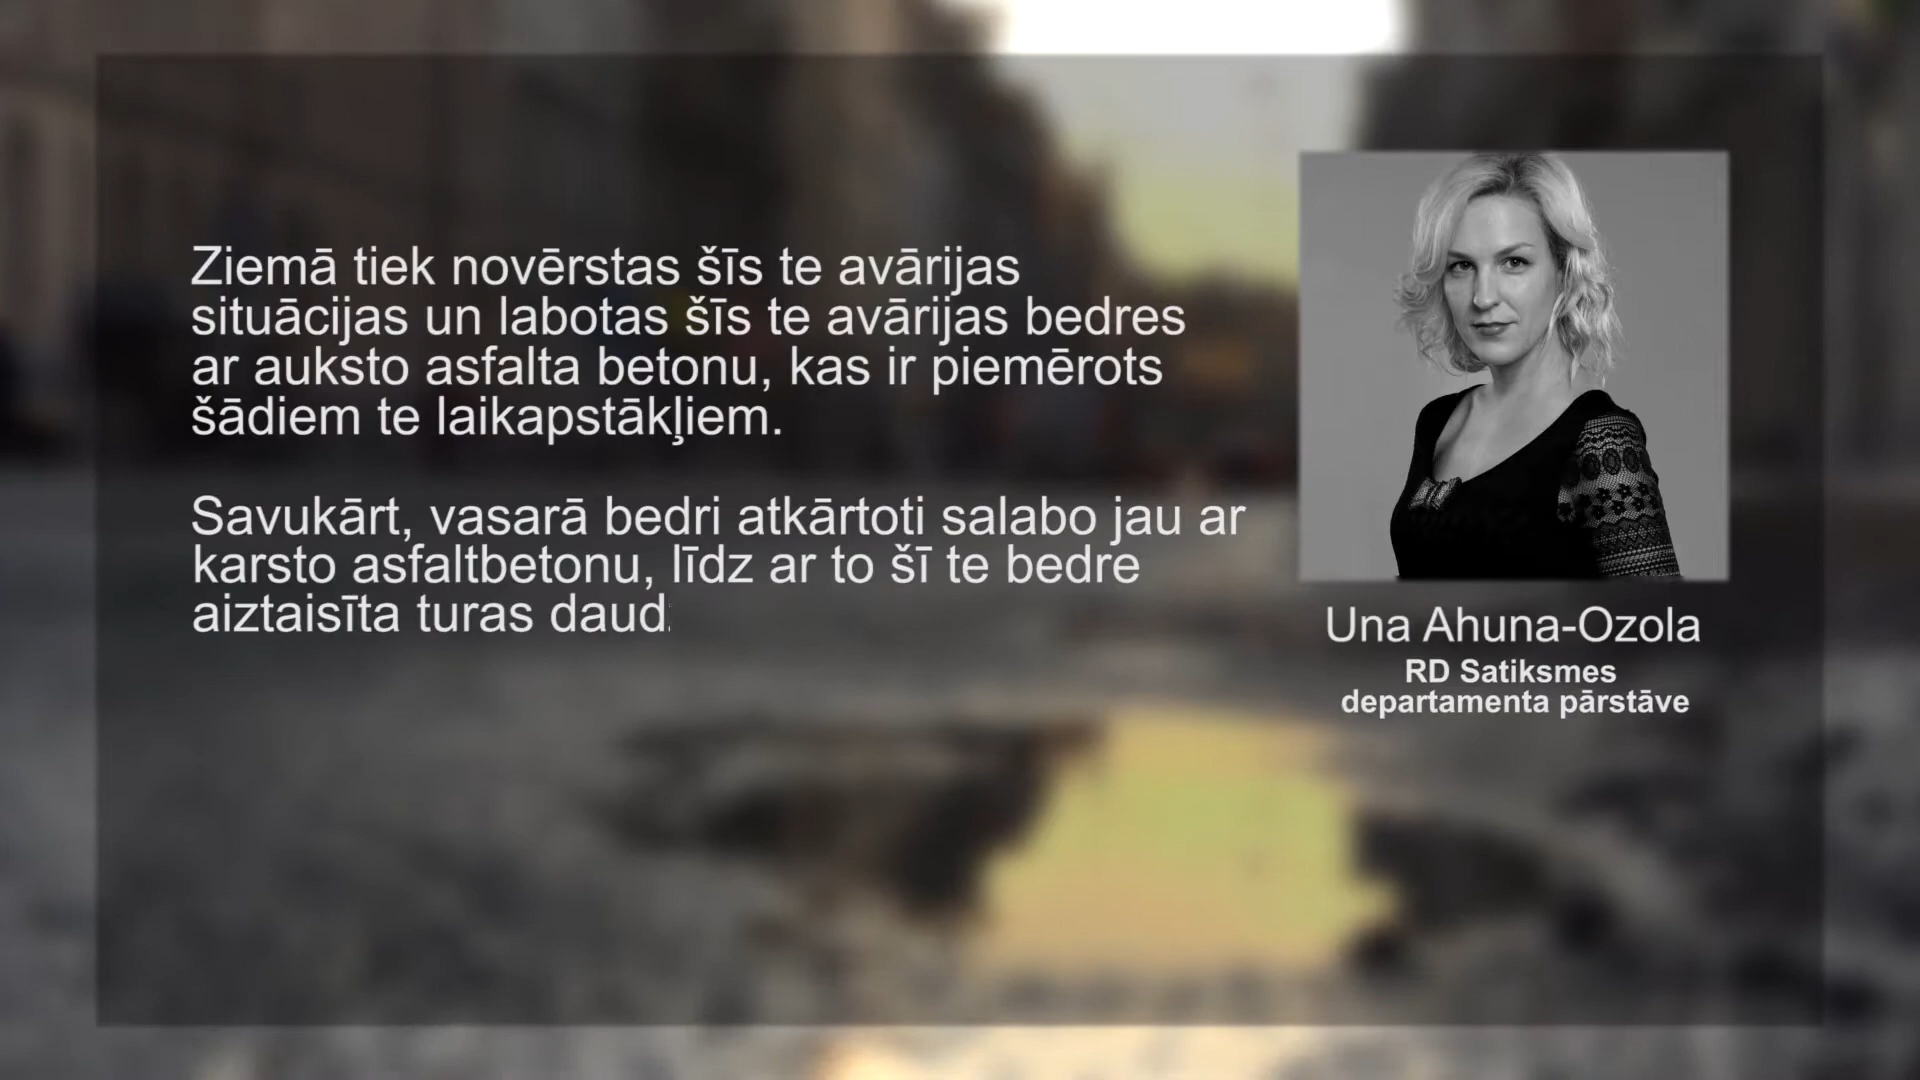 Ziemā tiek novērstas šīs te avārijas
situācijas un labotas šīs te avārijas bedres
ar auksto asfalta betonu, kas ir piemērots
šādiem te laikapstākļiem.
Savukārt, vasarā bedri atkārtoti salabo jau ar
karsto asfaltbetonu, līdz ar to šī te bedre
aiztaisīta turas
Una Ahuna-Ozola
RD Satiksmes
departamenta pārstāve